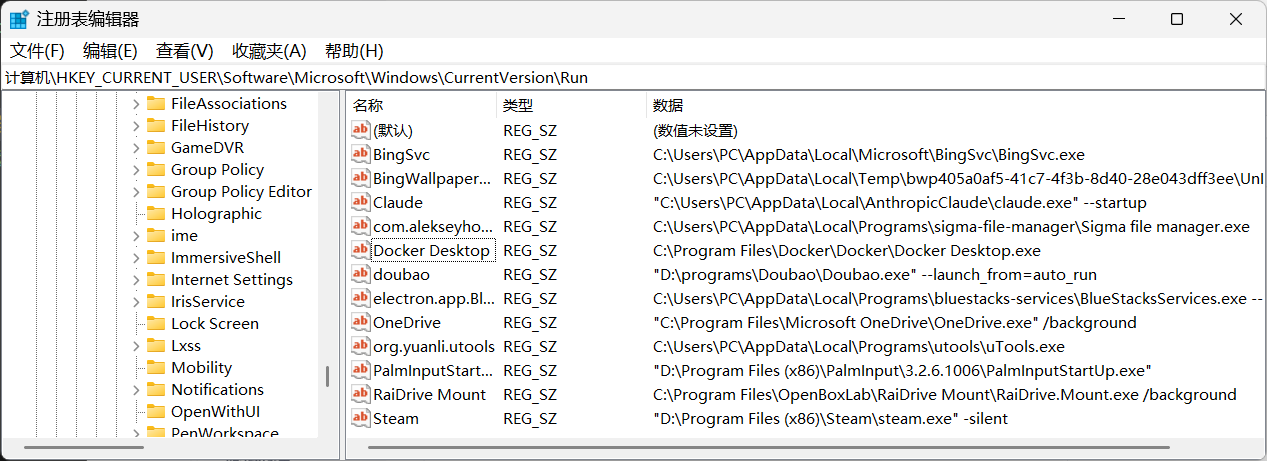 注册表编辑器
文件(F) 编辑(E) 查看(V) 收藏夹(A) 帮助(H)
计算机\HKEY_CURRENT_USER\Software\Microsoft\Windows\CurrentVersion\Run
FileAssociations
FileHistory
GameDVR
Group Policy
Group Policy Editor
Holographic
ime
ImmersiveShell
Internet Settings
IrisService
Lock Screen
Lxss
Mobility
Notifications
OpenWithUI
PenWorkspace
名称 类型 数据
(默认) REG_SZ (数值未设置)
BingSvc REG_SZ C:\Users\PC\AppData\Local\Microsoft\BingSvc\BingSvc.exe
BingWallpaper... REG_SZ C:\Users\PC\AppData\Local\Temp\bwp405a0af5-41c7-4f3b-8d40-28e043dff3ee\UnI
Claude REG_SZ "C:\Users\PC\AppData\Local\AnthropicClaude\claude.exe" --startup
com.alekseyho... REG_SZ C:\Users\PC\AppData\Local\Programs\sigma-file-manager\Sigma file manager.exe
Docker Desktop REG_SZ C:\Program Files\Docker\Docker\Docker Desktop.exe
doubao REG_SZ "D:\programs\Doubao\Doubao.exe" --launch_from=auto_run
electron.app.Bl... REG_SZ C:\Users\PC\AppData\Local\Programs\bluestacks-services\BlueStacksServices.exe --
OneDrive REG_SZ "C:\Program Files\Microsoft OneDrive\OneDrive.exe" /background
org.yuanli.utools REG_SZ C:\Users\PC\AppData\Local\Programs\utools\uTools.exe
PalmInputStart... REG_SZ "D:\Program Files (x86)\PalmInput\3.2.6.1006\PalmInputStartUp.exe"
RaiDrive Mount REG_SZ C:\Program Files\OpenBoxLab\RaiDrive Mount\RaiDrive.Mount.exe /background
Steam REG_SZ "D:\Program Files (x86)\Steam\steam.exe" -silent